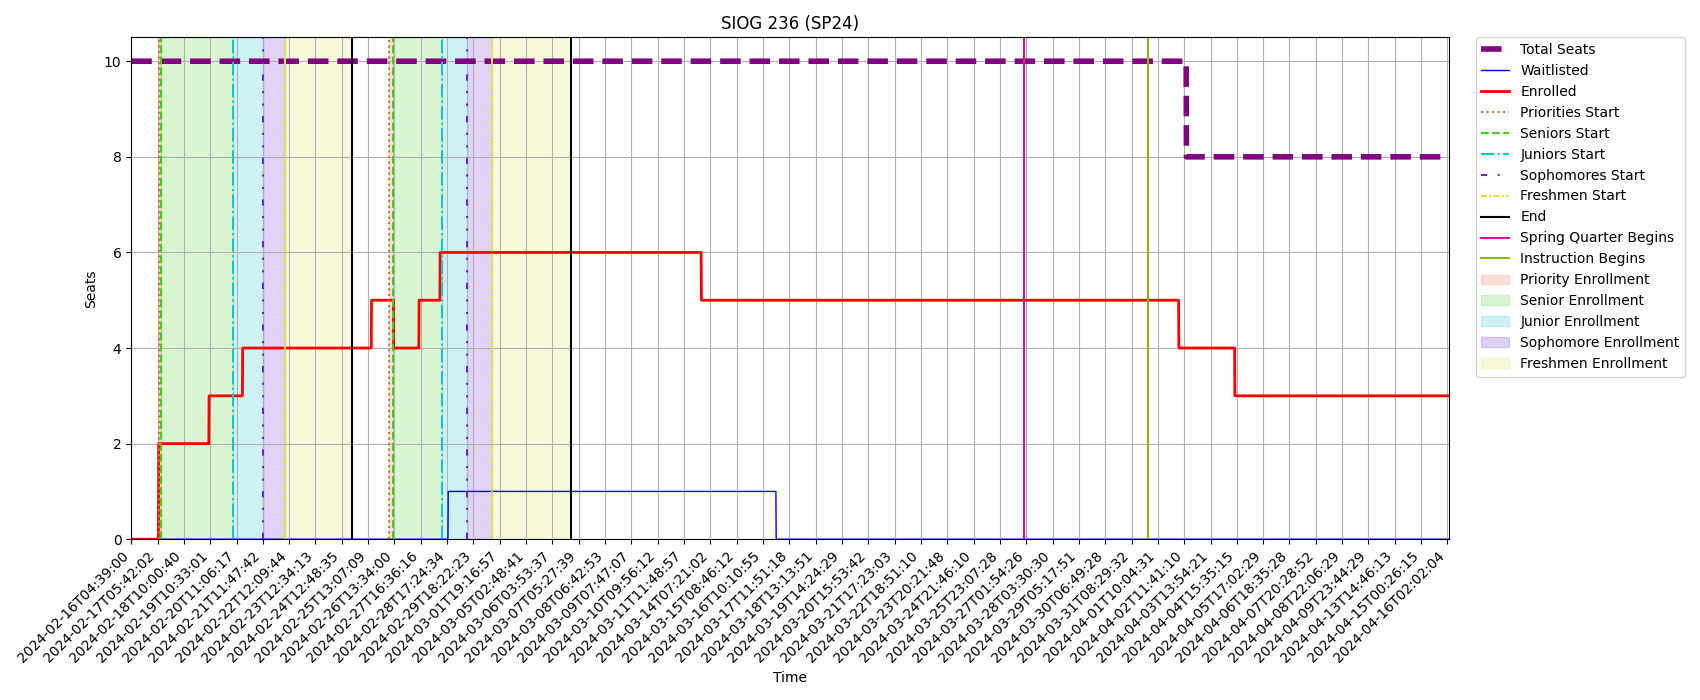 SIOG 236 (SP24)
Total Seats
Waitlisted
Enrolled
Priorities Start
Seniors Start
Juniors Start
Sophomores Start
Freshmen Start
End
Spring Quarter Begins
Instruction Begins
Priority Enrollment
Senior Enrollment
Junior Enrollment
Sophomore Enrollment
Freshmen Enrollment
Seats
10
8
6
4
2
0
2024-02-16T04:39:00
2024-02-17T05:42:02
2024-02-18T10:00:40
2024-02-19T10:33:01
2024-02-20T11:06:17
2024-02-21T11:47:42
2024-02-22T12:09:44
2024-02-23T12:34:13
2024-02-24T12:48:35
2024-02-25T13:07:09
2024-02-26T13:34:00
2024-02-27T16:36:16
2024-02-28T17:24:34
2024-02-29T18:22:23
2024-03-01T19:16:57
2024-03-05T02:48:41
2024-03-06T03:53:37
2024-03-07T05:27:39
2024-03-08T06:42:53
2024-03-09T07:47:07
2024-03-10T09:56:12
2024-03-11T11:48:57
2024-03-14T07:21:02
2024-03-15T08:46:12
2024-03-16T10:10:55
2024-03-17T11:51:18
2024-03-18T13:13:51
2024-03-19T14:24:29
2024-03-20T15:53:42
2024-03-21T17:23:03
2024-03-22T18:51:10
2024-03-23T20:21:48
2024-03-24T21:46:10
2024-03-25T23:07:28
2024-03-27T01:54:26
2024-03-28T03:30:30
2024-03-29T05:17:51
2024-03-30T06:49:28
2024-03-31T08:29:32
2024-04-01T10:04:31
2024-04-02T11:41:10
2024-04-03T13:54:21
2024-04-04T15:35:15
2024-04-05T17:02:29
2024-04-06T18:35:28
2024-04-07T20:28:52
2024-04-08T22:06:29
2024-04-09T23:44:29
2024-04-13T14:46:13
2024-04-15T00:26:15
2024-04-16T02:02:04
Time